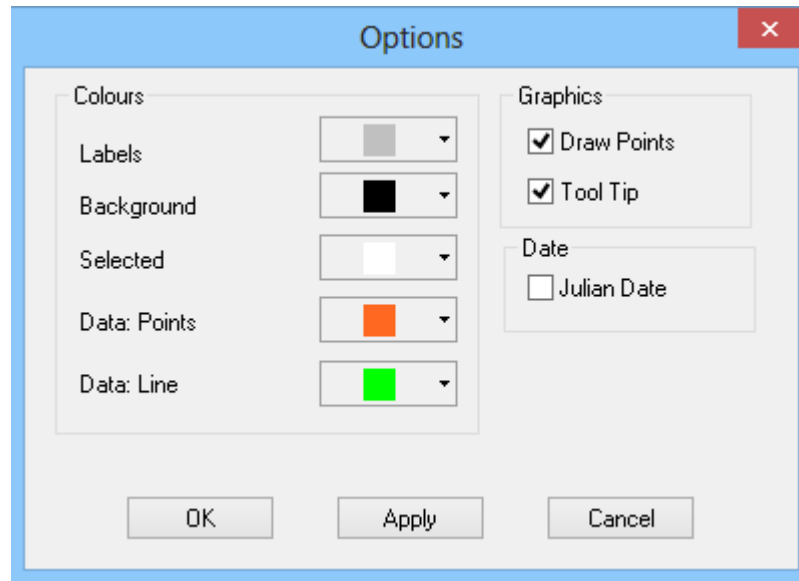 Options
Colours
Labels
Background
Selected
Data: Points
Data: Line
Graphics
Draw Points
Tool Tip
Date
Julian Date
OK
Apply
Cancel